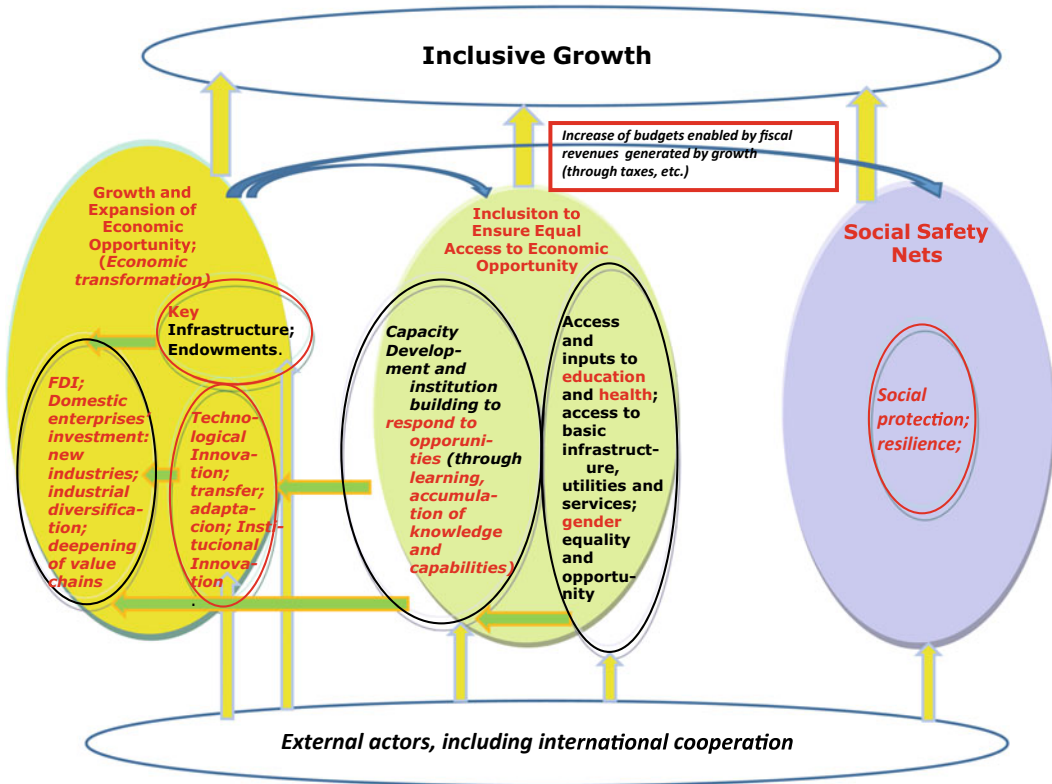 Inclusive Growth
Increase of budgets enabled by fiscal
revenues generated by growth
(through taxes, etc.)
Growth and
Expansion of
Economic
Opportunity;
(Economic
transformation)
Key
Infrastructure;
Endowments.
FDI;
Domestic
enterprises'
investment:
new
industries;
industrial
diversifica-
tion;
deepening
of value
chains
Techno-
logical
Innova-
tion;
transfer;
adapta-
cion; Insti-
tucional
Innova-
tion
.
Inclusiton to
Ensure Equal
Access to Economic
Opportunity
Capacity
Develop-
ment and
institution
building to
respond to
opporuni-
ties (through
learning,
accumula-
tion of
knowledge
and
capabilities)
Access
and
inputs to
education
and health;
access to
basic
infrastruct-
ure,
utilities and
services;
gender
equality
and
opportu-
nity
Social Safety
Nets
Social
protection;
resilience;
External actors, including international cooperation